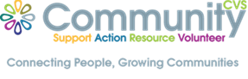 Community CVS
Support Action Resource Volunteer
Connecting People, Growing Communities